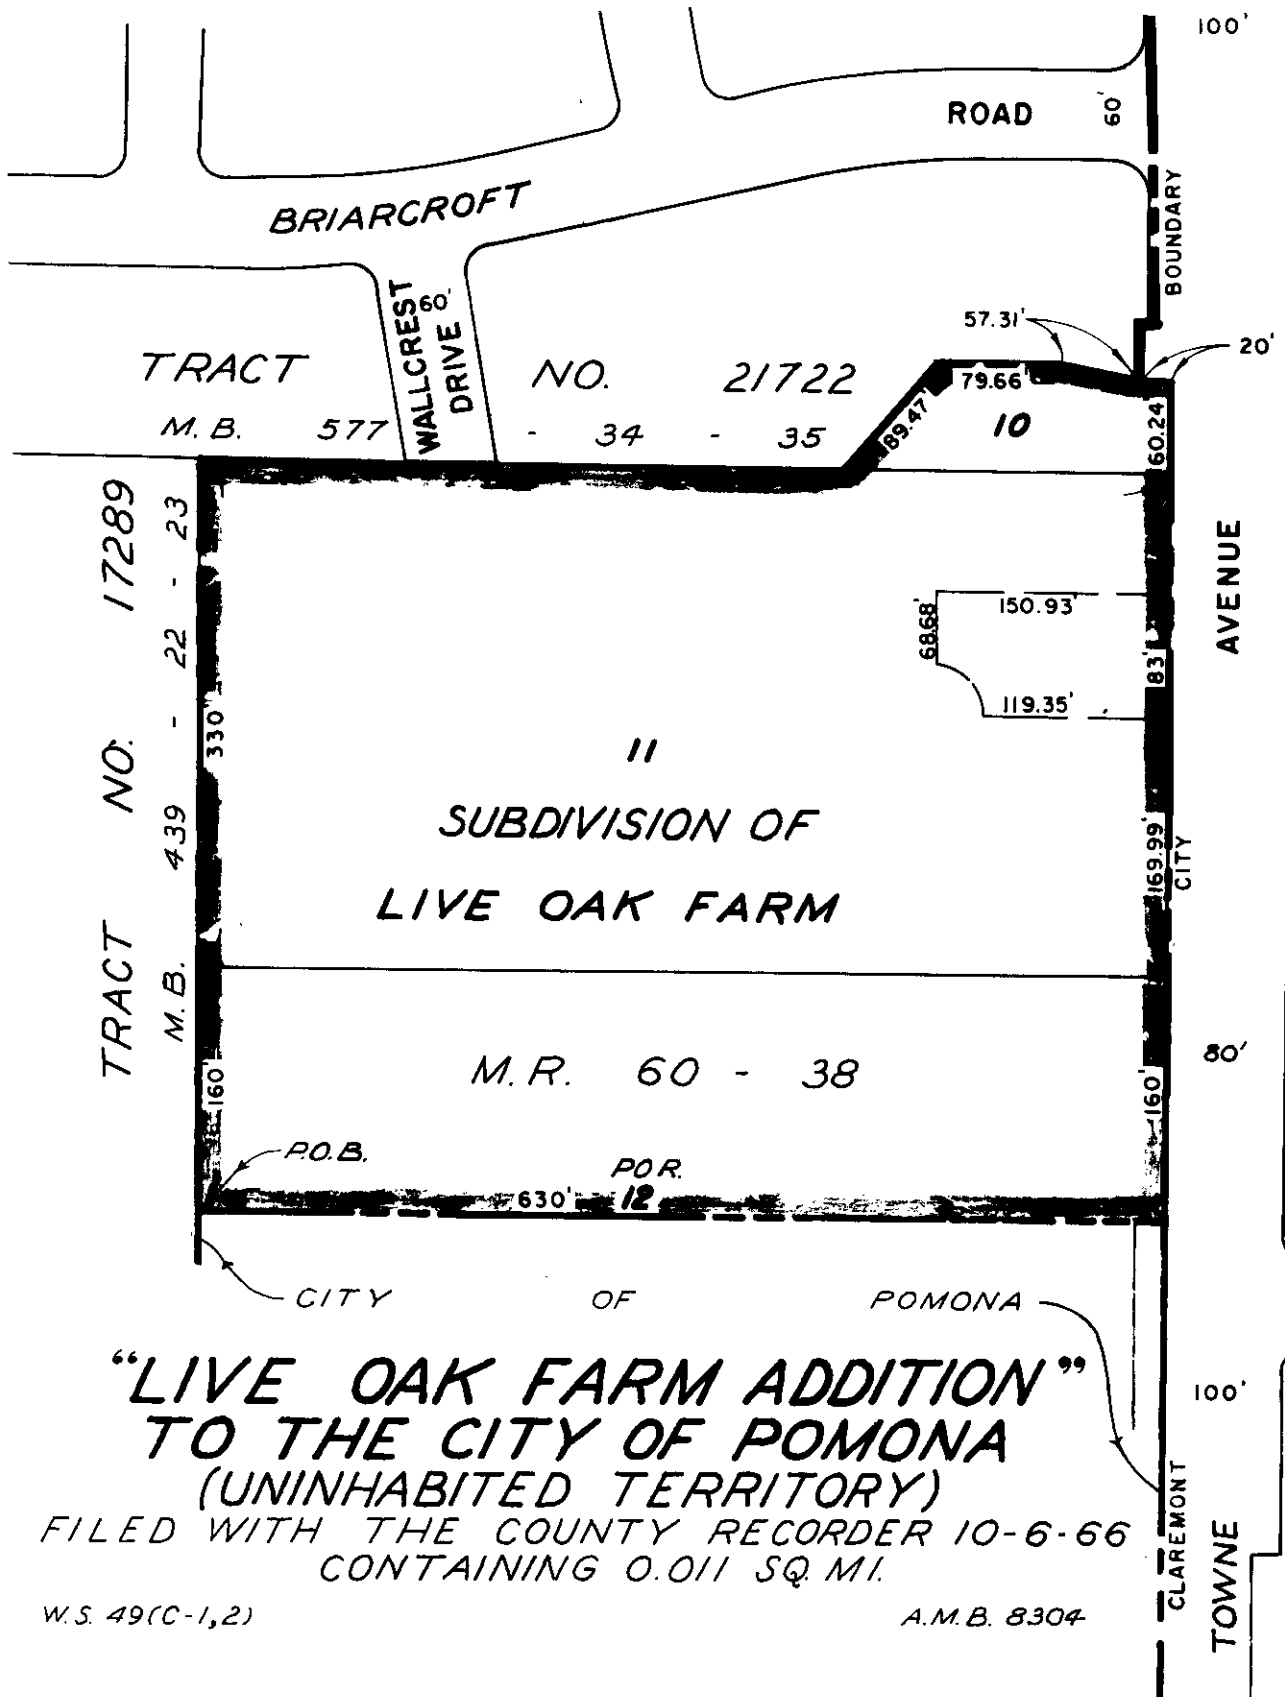 100'
ROAD
60'
BRIARCROFT
BOUNDARY
WALLCREST
DRIVE
60'
57.31'
20'
TRACT NO. 21722
79.66'
M.B. 577 - 34 - 35
89.47'
10
60.24'
TRACT NO. 17289
M.B. 439 - 22 - 23
AVENUE
150.93'
68.68'
83'
119.35'
330'
11
SUBDIVISION OF
LIVE OAK FARM
169.99'
CITY
M.R. 60 - 38
80'
160'
160'
P.O.B.
POR.
630'
12
CITY OF POMONA
"LIVE OAK FARM ADDITION"
TO THE CITY OF POMONA
(UNINHABITED TERRITORY)
FILED WITH THE COUNTY RECORDER 10-6-66
CONTAINING 0.011 SQ. MI.
W.S. 49(C-1,2)
A.M.B. 8304
100'
CLAREMONT
TOWNE